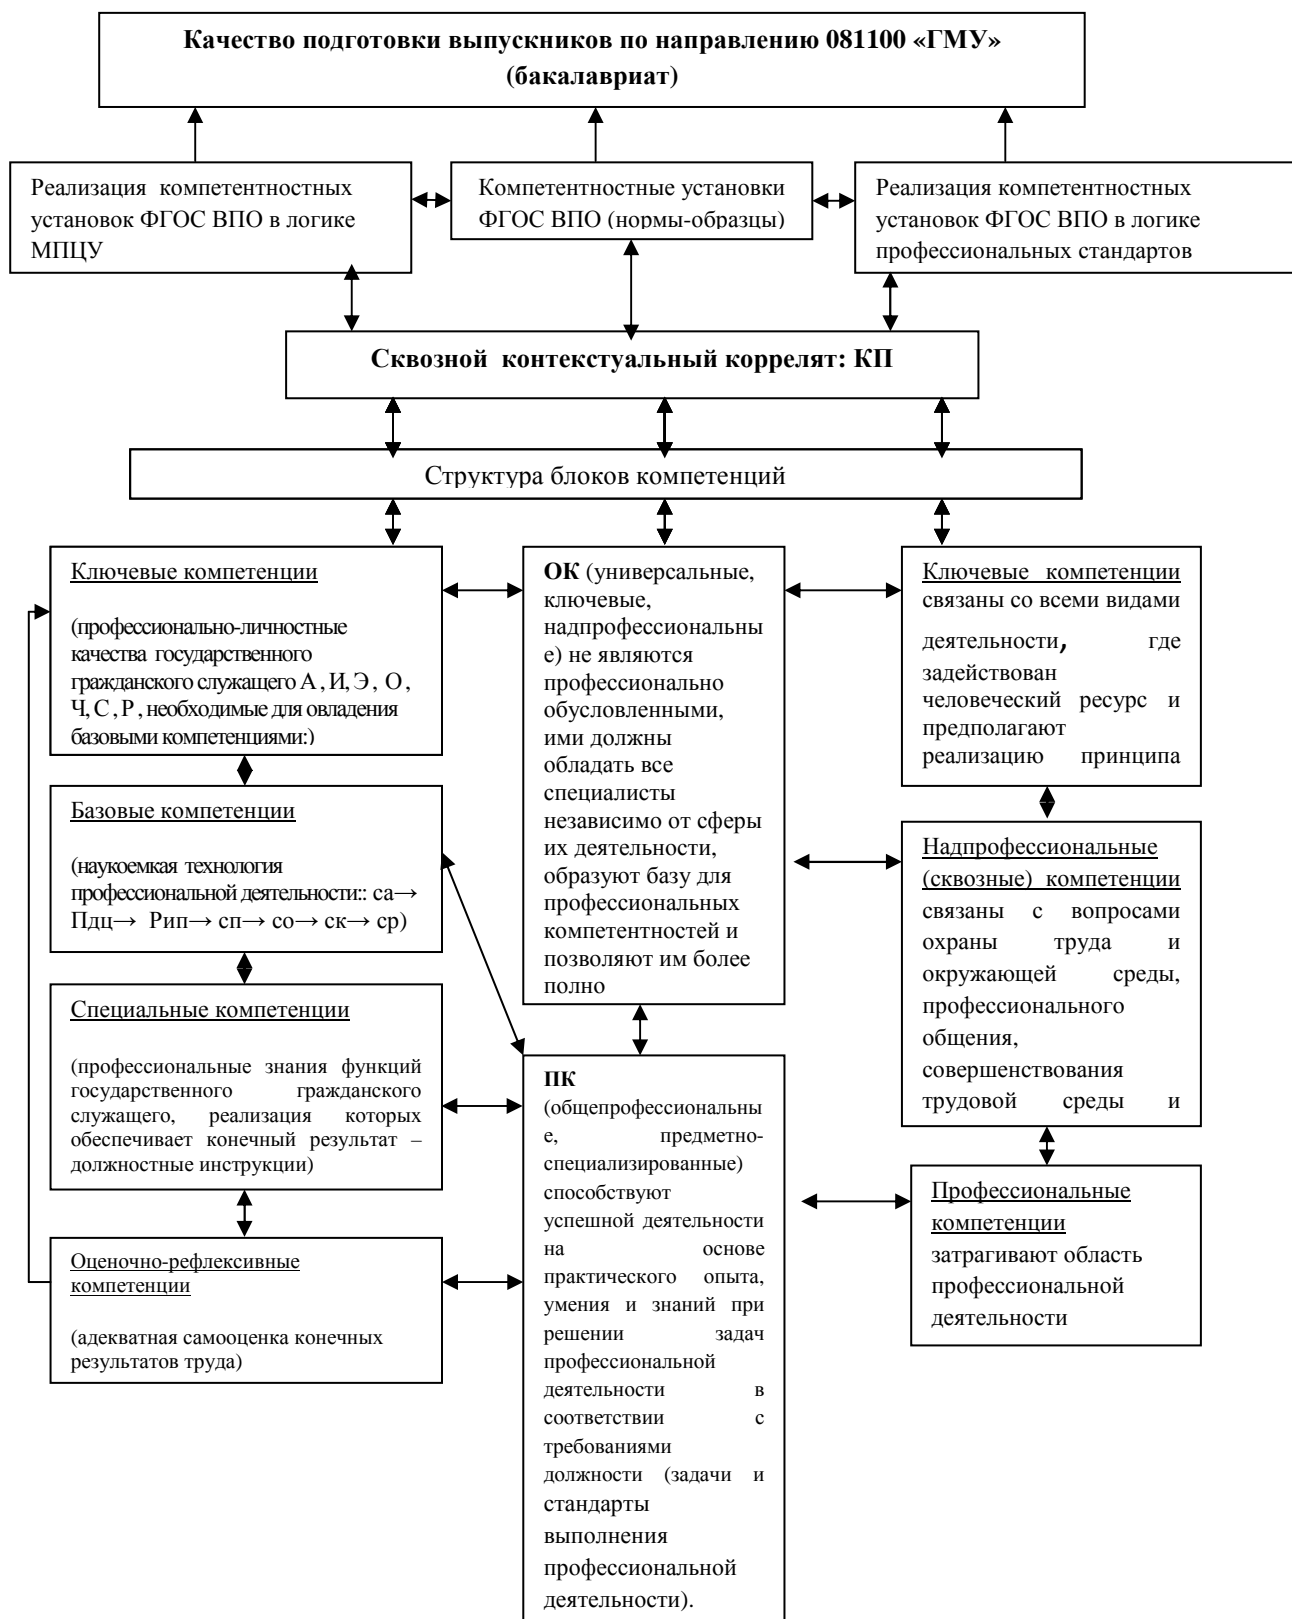 Качество подготовки выпускников по направлению 081100 «ГМУ»
(бакалавриат)
Реализация компетентностных
установок ФГОС ВПО в логике
МПЦУ
Компетентностные установки
ФГОС ВПО (нормы-образцы)
Реализация компетентностных
установок ФГОС ВПО в логике
профессиональных стандартов
Сквозной контекстуальный коррелят: КП
Структура блоков компетенций
Ключевые компетенции
(профессионально-личностные
качества государственного
гражданского служащего А , И, Э , О ,
Ч, С , Р , необходимые для овладения
базовыми компетенциями:)
Базовые компетенции
(наукоемкая технология
профессиональной деятельности:: са→
Пдц→ Рип→ сп→ со→ ск→ ср)
Специальные компетенции
(профессиональные знания функций
государственного гражданского
служащего, реализация которых
обеспечивает конечный результат –
должностные инструкции)
Оценочно-рефлексивные
компетенции
(адекватная самооценка конечных
результатов труда)
ОК (универсальные,
ключевые,
надпрофессиональны
е) не являются
профессионально
обусловленными,
ими должны
обладать все
специалисты
независимо от сферы
их деятельности,
образуют базу для
профессиональных
компетентностей и
позволяют им более
полно
ПК
(общепрофессиональны
е, предметно-
специализированные)
способствуют
успешной деятельности
на основе
практического опыта,
умения и знаний при
решении задач
профессиональной
деятельности в
соответствии с
требованиями
должности (задачи и
стандарты
выполнения
профессиональной
деятельности).
Ключевые компетенции
связаны со всеми видами
деятельности, где
задействован
человеческий ресурс и
предполагают
реализацию принципа
Надпрофессиональные
(сквозные) компетенции
связаны с вопросами
охраны труда и
окружающей среды,
профессионального
общения,
совершенствования
трудовой среды и
Профессиональные
компетенции
затрагивают область
профессиональной
деятельности